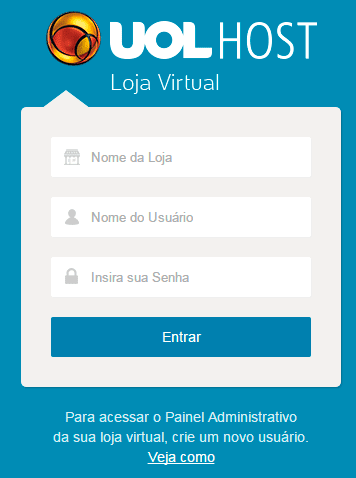 UOL HOST
Loja Virtual
Nome da Loja
Nome do Usuário
Insira sua Senha
Entrar
Para acessar o Painel Administrativo
da sua loja virtual, crie um novo usuário.
Veja como